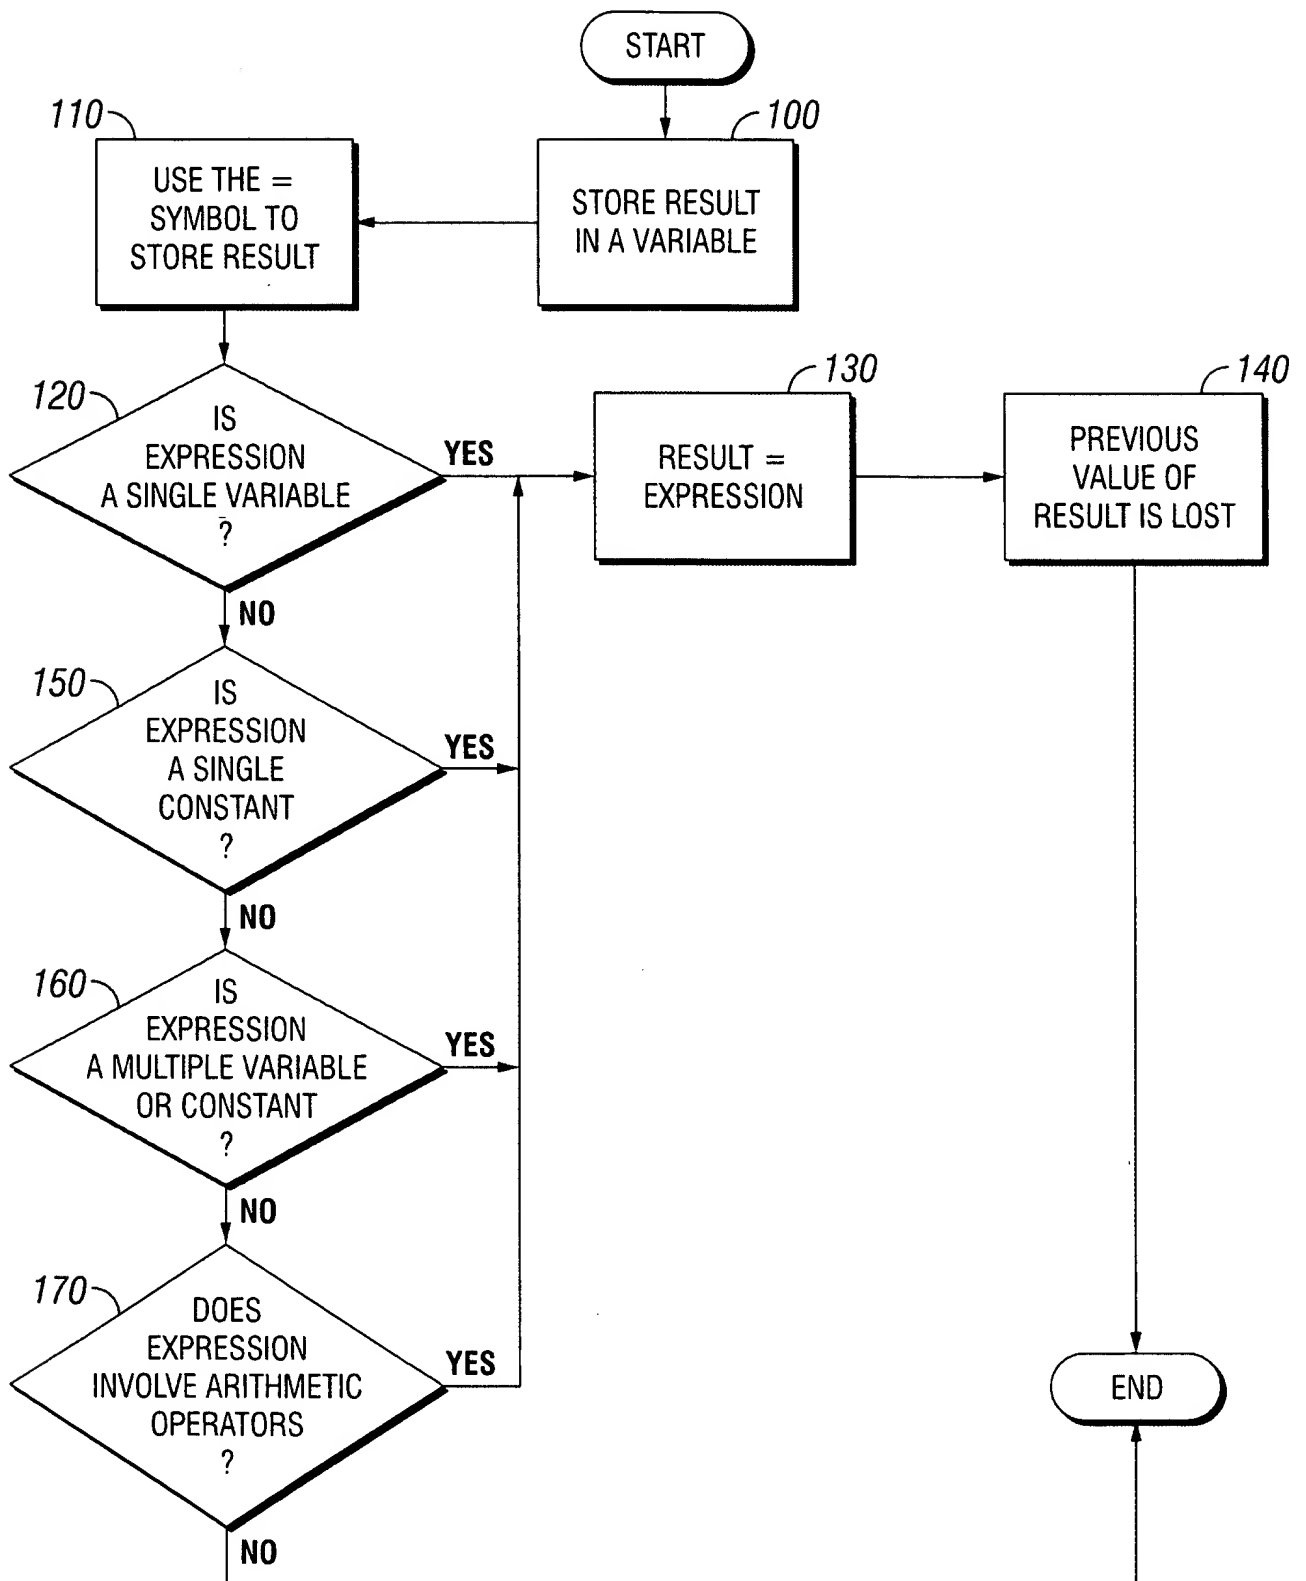 START
110
100
USE THE =
SYMBOL TO
STORE RESULT
STORE RESULT
IN A VARIABLE
120
IS
EXPRESSION
A SINGLE VARIABLE
?
YES
130
RESULT =
EXPRESSION
140
PREVIOUS
VALUE OF
RESULT IS LOST
NO
150
IS
EXPRESSION
A SINGLE
CONSTANT
?
YES
NO
160
IS
EXPRESSION
A MULTIPLE VARIABLE
OR CONSTANT
?
YES
NO
170
DOES
EXPRESSION
INVOLVE ARITHMETIC
OPERATORS
?
YES
END
NO